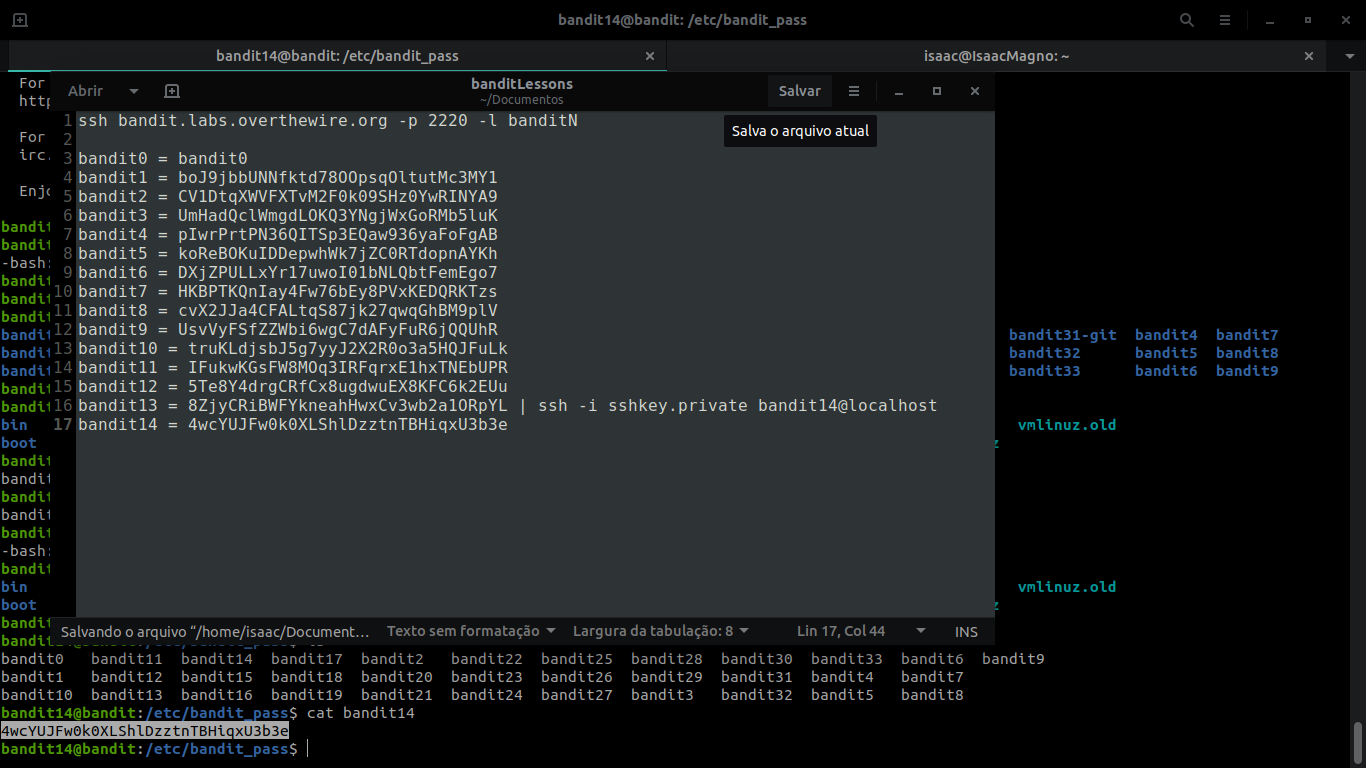 bandit14@bandit: /etc/bandit_pass
bandit14@bandit: /etc/bandit_pass
isaac@IsaacMagno: ~
For
http
For
irc.
Enjo
Abrir
banditLessons
~/Documentos
Salvar
Salva o arquivo atual
1 ssh bandit.labs.overthewire.org -p 2220 -l banditN
2
3 bandit0 = bandit0
4 bandit1 = boJ9jbbUNNfktd78OOpsqOltutMc3MY1
5 bandit2 = CV1DtqXWVFXTvM2F0k09SHz0YwRINYA9
6 bandit3 = UmHadQclWmgdLOKQ3YNgjWxGoRMb5luK
7 bandit4 = pIwrPrtPN36QITSp3EQaw936yaFoFgAB
8 bandit5 = koReBOKuIDDepwhWk7jZC0RTdopnAYKh
9 bandit6 = DXjZPULLxYr17uwoI01bNLQbtFemEgo7
10 bandit7 = HKBPTKQnIay4Fw76bEy8PVxKEDQRKTzs
11 bandit8 = cvX2JJa4CFALtqS87jk27qwqGhBM9plV
12 bandit9 = UsvVyFSfZZWbi6wgC7dAFyFuR6jQQUhR
13 bandit10 = truKLdjsbJ5g7yyJ2X2R0o3a5HQJFuLk
14 bandit11 = IFukwKGsFW8MOq3IRFqrxE1hxTNEbUPR
15 bandit12 = 5Te8Y4drgCRfCx8ugdwuEX8KFC6k2EUu
16 bandit13 = 8ZjyCRiBWFYkneahHwxCv3wb2a1ORpYL | ssh -i sshkey.private bandit14@localhost
17 bandit14 = 4wcYUJFw0k0XLShlDzztnTBHiqxU3b3e
bandit
bandit
-bash:
bandit
bandit
bandit
bandit bandit31-git bandit4 bandit7
bandit bandit32 bandit5 bandit8
bandit bandit33 bandit6 bandit9
bandit
bandit
bin vmlinuz.old
boot z
bandit
bandit
bandit
bandit
bandit
-bash:
bandit
bin vmlinuz.old
boot z
bandit
Salvando o arquivo “/home/isaac/Document…
Texto sem formatação
Largura da tabulação: 8
Lin 17, Col 44
INS
bandit0 bandit11 bandit14 bandit17 bandit2 bandit22 bandit25 bandit28 bandit30 bandit33 bandit6 bandit9
bandit1 bandit12 bandit15 bandit18 bandit20 bandit23 bandit26 bandit29 bandit31 bandit4 bandit7
bandit10 bandit13 bandit16 bandit19 bandit21 bandit24 bandit27 bandit3 bandit32 bandit5 bandit8
bandit14@bandit:/etc/bandit_pass$ cat bandit14
4wcYUJFw0k0XLShlDzztnTBHiqxU3b3e
bandit14@bandit:/etc/bandit_pass$